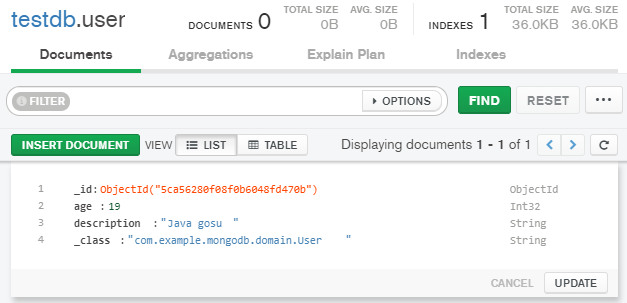 testdb.user
DOCUMENTS 0 TOTAL SIZE 0B AVG. SIZE 0B INDEXES 1 TOTAL SIZE 36.0KB AVG. SIZE 36.0KB
Documents Aggregations Explain Plan Indexes
FILTER OPTIONS FIND RESET ...
INSERT DOCUMENT VIEW LIST TABLE Displaying documents 1 - 1 of 1
1 _id:ObjectId("5ca56280f08f0b6048fd470b") ObjectId
2 age :19 Int32
3 description :"Java gosu " String
4 _class :"com.example.mongodb.domain.User " String
CANCEL UPDATE